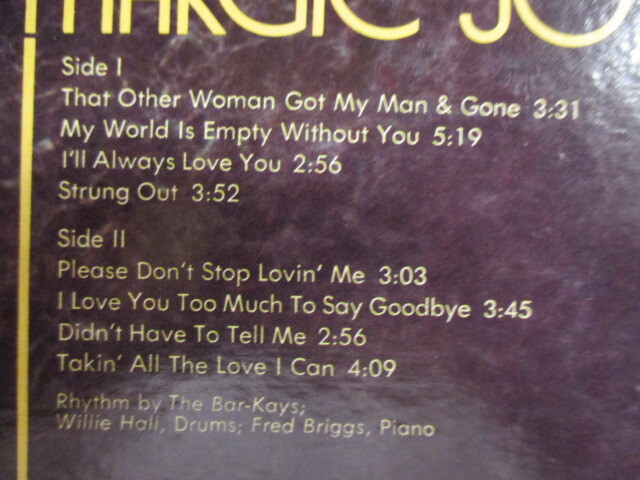 MARGIE JO
Side I
That Other Woman Got My Man & Gone 3:31
My World Is Empty Without You 5:19
I'll Always Love You 2:56
Strung Out 3:52
Side II
Please Don't Stop Lovin' Me 3:03
I Love You Too Much To Say Goodbye 3:45
Didn't Have To Tell Me 2:56
Takin' All The Love I Can 4:09
Rhythm by The Bar-Kays;
Willie Hall, Drums; Fred Briggs, Piano